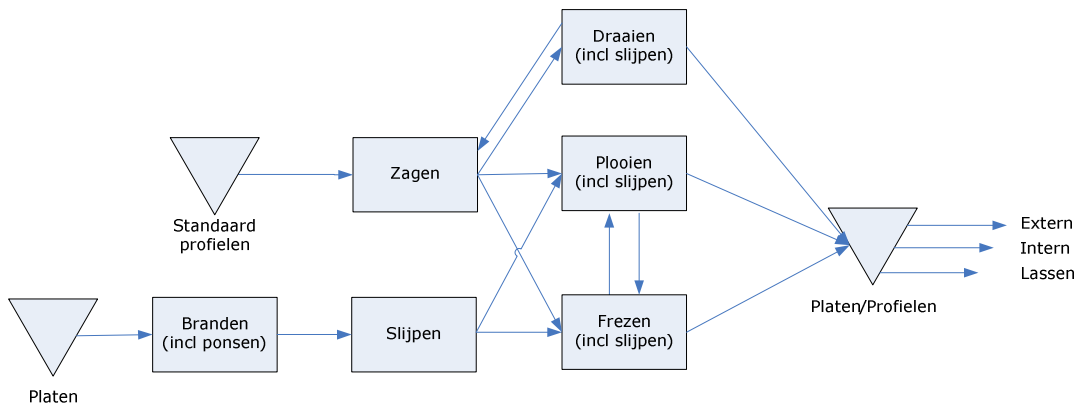 Draaien
(incl slijpen)
Zagen
Plooien
(incl slijpen)
Standaard
profielen
Extern
Intern
Lassen
Platen/Profielen
Branden
(incl ponsen)
Slijpen
Frezen
(incl slijpen)
Platen